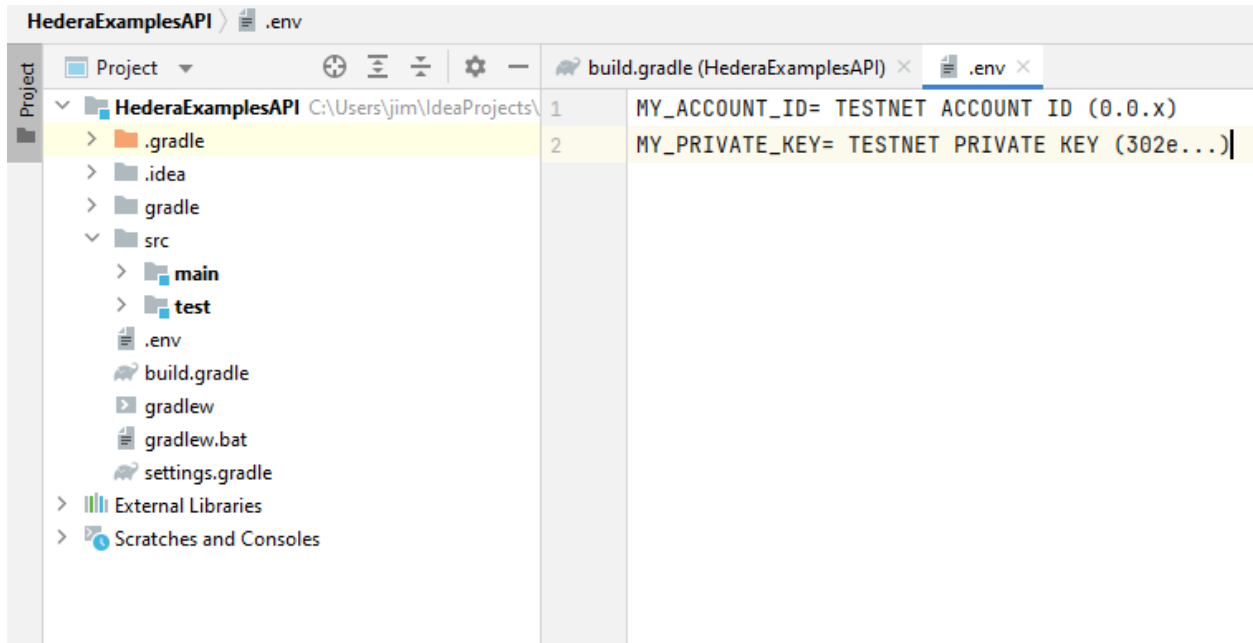 HederaExamplesAPI .env
Project
Project
build.gradle (HederaExamplesAPI)
.env
HederaExamplesAPI C:\Users\jim\IdeaProjects\
.gradle
.idea
gradle
src
main
test
.env
build.gradle
gradlew
gradlew.bat
settings.gradle
External Libraries
Scratches and Consoles
1 MY_ACCOUNT_ID= TESTNET ACCOUNT ID (0.0.x)
2 MY_PRIVATE_KEY= TESTNET PRIVATE KEY (302e...)